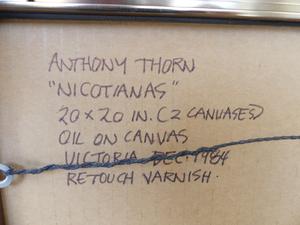 ANTHONY THORN
"NICOTIANAS"
20 x 20 IN. (2 CANVASES)
OIL ON CANVAS
VICTORIA DEC. 1984
RETOUCH VARNISH.